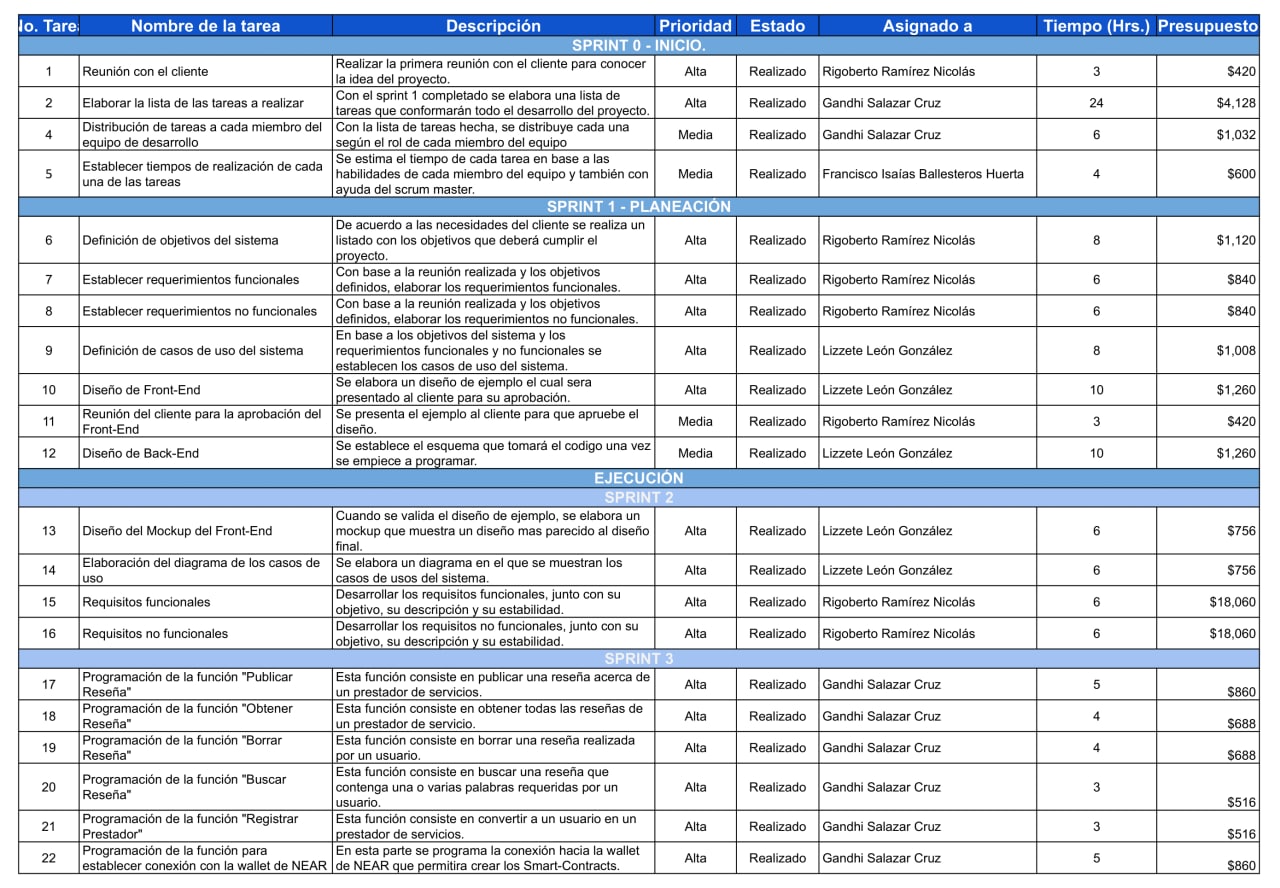 No. Tarea Nombre de la tarea Descripción Prioridad Estado Asignado a Tiempo (Hrs.) Presupuesto
SPRINT 0 - INICIO.
1 Reunión con el cliente Realizar la primera reunión con el cliente para conocer la idea del proyecto. Alta Realizado Rigoberto Ramírez Nicolás 3 $420
2 Elaborar la lista de las tareas a realizar Con el sprint 1 completado se elabora una lista de tareas que conformarán todo el desarrollo del proyecto. Alta Realizado Gandhi Salazar Cruz 24 $4,128
4 Distribución de tareas a cada miembro del equipo de desarrollo Con la lista de tareas hecha, se distribuye cada una según el rol de cada miembro del equipo Media Realizado Gandhi Salazar Cruz 6 $1,032
5 Establecer tiempos de realización de cada una de las tareas Se estima el tiempo de cada tarea en base a las habilidades de cada miembro del equipo y también con ayuda del scrum master. Media Realizado Francisco Isaías Ballesteros Huerta 4 $600
SPRINT 1 - PLANEACIÓN
6 Definición de objetivos del sistema De acuerdo a las necesidades del cliente se realiza un listado con los objetivos que deberá cumplir el proyecto. Alta Realizado Rigoberto Ramírez Nicolás 8 $1,120
7 Establecer requerimientos funcionales Con base a la reunión realizada y los objetivos definidos, elaborar los requerimientos funcionales. Alta Realizado Rigoberto Ramírez Nicolás 6 $840
8 Establecer requerimientos no funcionales Con base a la reunión realizada y los objetivos definidos, elaborar los requerimientos no funcionales. Alta Realizado Rigoberto Ramírez Nicolás 6 $840
9 Definición de casos de uso del sistema En base a los objetivos del sistema y los requerimientos funcionales y no funcionales se establecen los casos de uso del sistema. Alta Realizado Lizzete León González 8 $1,008
10 Diseño de Front-End Se elabora un diseño de ejemplo el cual sera presentado al cliente para su aprobación. Alta Realizado Lizzete León González 10 $1,260
11 Reunión del cliente para la aprobación del Front-End Se presenta el ejemplo al cliente para que apruebe el diseño. Media Realizado Rigoberto Ramírez Nicolás 3 $420
12 Diseño de Back-End Se establece el esquema que tomará el codigo una vez se empiece a programar. Media Realizado Lizzete León González 10 $1,260
EJECUCIÓN
SPRINT 2
13 Diseño del Mockup del Front-End Cuando se valida el diseño de ejemplo, se elabora un mockup que muestra un diseño mas parecido al diseño final. Alta Realizado Lizzete León González 6 $756
14 Elaboración del diagrama de los casos de uso Se elabora un diagrama en el que se muestran los casos de usos del sistema. Alta Realizado Lizzete León González 6 $756
15 Requisitos funcionales Desarrollar los requisitos funcionales, junto con su objetivo, su descripción y su estabilidad. Alta Realizado Rigoberto Ramírez Nicolás 6 $18,060
16 Requisitos no funcionales Desarrollar los requisitos no funcionales, junto con su objetivo, su descripción y su estabilidad. Alta Realizado Rigoberto Ramírez Nicolás 6 $18,060
SPRINT 3
17 Programación de la función "Publicar Reseña" Esta función consiste en publicar una reseña acerca de un prestador de servicios. Alta Realizado Gandhi Salazar Cruz 5 $860
18 Programación de la función "Obtener Reseña" Esta función consiste en obtener todas las reseñas de un prestador de servicio. Alta Realizado Gandhi Salazar Cruz 4 $688
19 Programación de la función "Borrar Reseña" Esta función consiste en borrar una reseña realizada por un usuario. Alta Realizado Gandhi Salazar Cruz 4 $688
20 Programación de la función "Buscar Reseña" Esta función consiste en buscar una reseña que contenga una o varias palabras requeridas por un usuario. Alta Realizado Gandhi Salazar Cruz 3 $516
21 Programación de la función "Registrar Prestador" Esta función consiste en convertir a un usuario en un prestador de servicios. Alta Realizado Gandhi Salazar Cruz 3 $516
22 Programación de la función para establecer conexión con la wallet de NEAR En esta parte se programa la conexión hacia la wallet de NEAR que permitira crear los Smart-Contracts. Alta Realizado Gandhi Salazar Cruz 5 $860